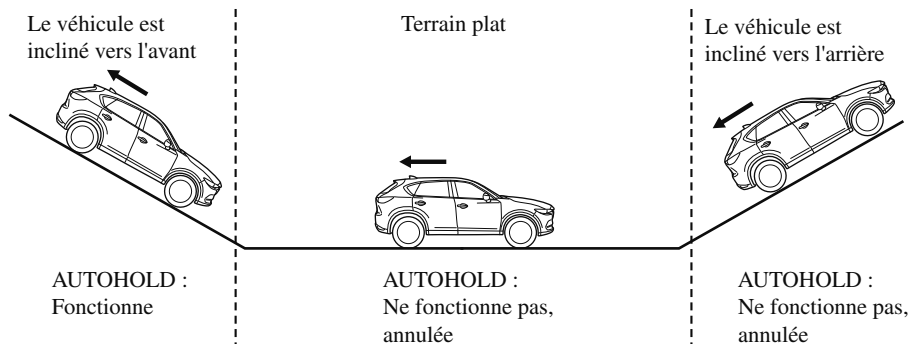 Le véhicule est
incliné vers l'avant
Terrain plat
Le véhicule est
incliné vers l'arrière
AUTOHOLD :
Fonctionne
AUTOHOLD :
Ne fonctionne pas,
annulée
AUTOHOLD :
Ne fonctionne pas,
annulée